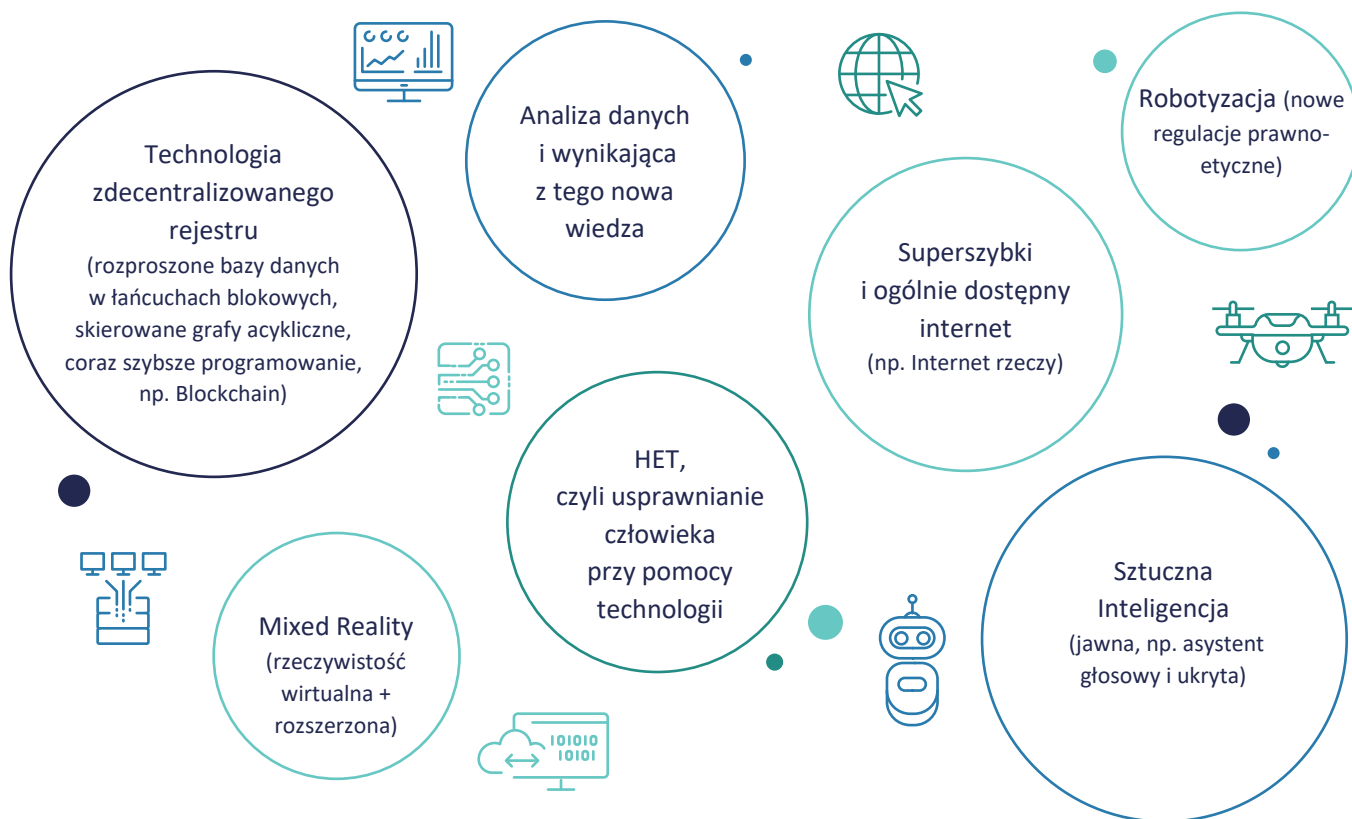 Technologia
zdecentralizowanego
rejestru
(rozproszone bazy danych
w łańcuchach blokowych,
skierowane grafy acykliczne,
coraz szybsze programowanie,
np. Blockchain)
Analiza danych
i wynikająca
z tego nowa
wiedza
Superszybki
i ogólnie dostępny
internet
(np. Internet rzeczy)
Robotyzacja (nowe
regulacje prawno-
etyczne)
HET,
czyli usprawnianie
człowieka
przy pomocy
technologii
Mixed Reality
(rzeczywistość
wirtualna +
rozszerzona)
101010
10101
Sztuczna
Inteligencja
(jawna, np. asystent
głosowy i ukryta)